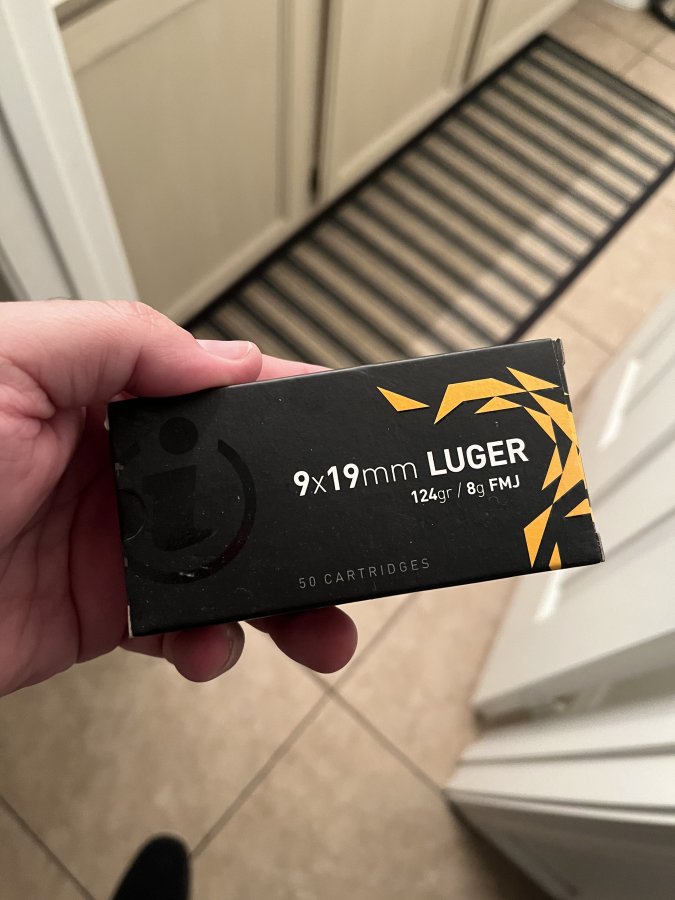 9x19mm LUGER
124gr / 8g FMJ
50 CARTRIDGES